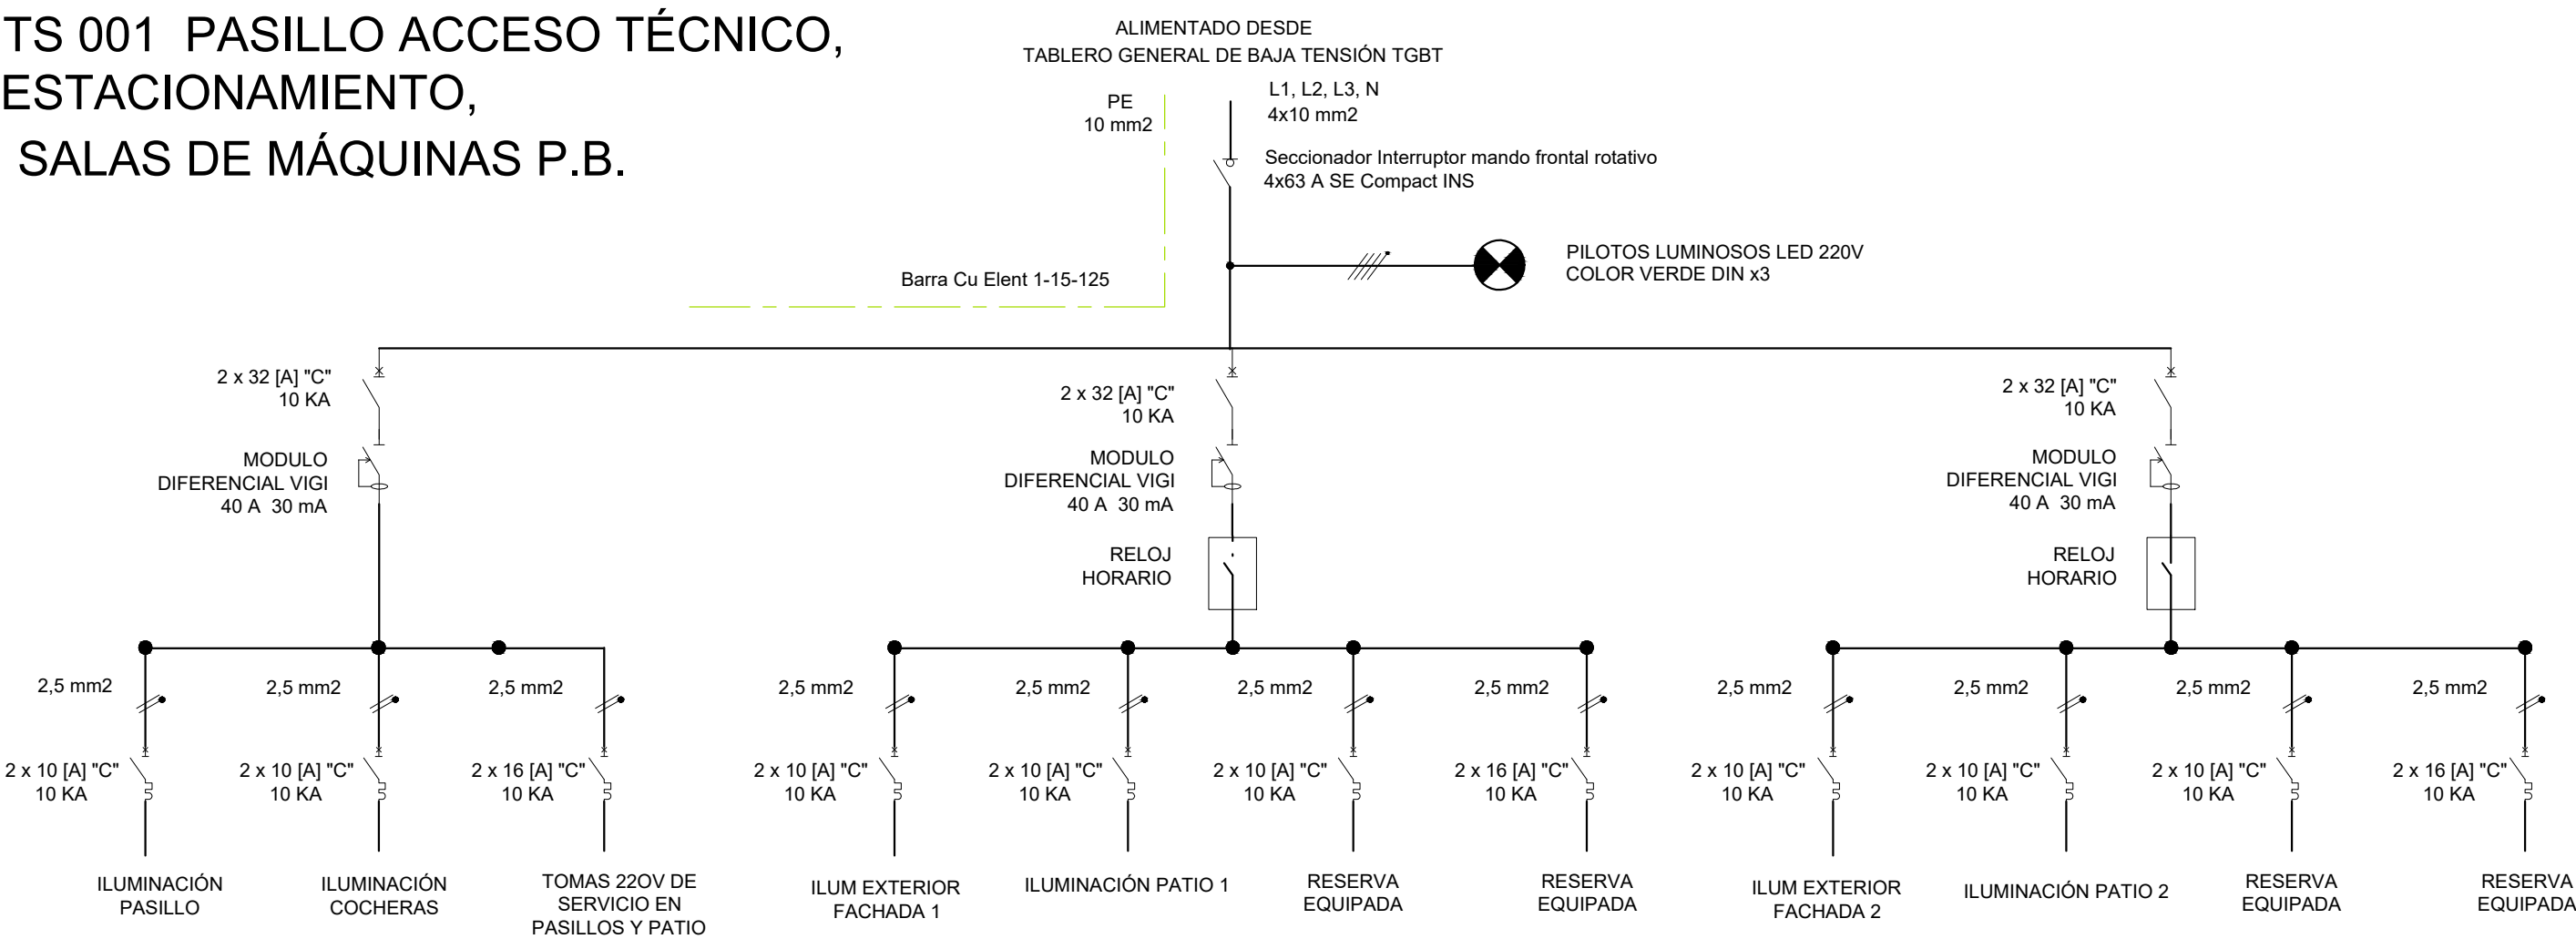 TS 001 PASILLO ACCESO TÉCNICO,
ESTACIONAMIENTO,
SALAS DE MÁQUINAS P.B.
ALIMENTADO DESDE
TABLERO GENERAL DE BAJA TENSIÓN TGBT
L1, L2, L3, N
4x10 mm2
PE
10 mm2
Seccionador Interruptor mando frontal rotativo
4x63 A SE Compact INS
PILOTOS LUMINOSOS LED 220V
COLOR VERDE DIN x3
Barra Cu Elent 1-15-125
2 x 32 [A] "C"
10 KA
MODULO
DIFERENCIAL VIGI
40 A 30 mA
2 x 32 [A] "C"
10 KA
MODULO
DIFERENCIAL VIGI
40 A 30 mA
RELOJ
HORARIO
2 x 32 [A] "C"
10 KA
MODULO
DIFERENCIAL VIGI
40 A 30 mA
RELOJ
HORARIO
2,5 mm2
2 x 10 [A] "C"
10 KA
ILUMINACIÓN
PASILLO
2,5 mm2
2 x 10 [A] "C"
10 KA
ILUMINACIÓN
COCHERAS
2,5 mm2
2 x 16 [A] "C"
10 KA
TOMAS 22OV DE
SERVICIO EN
PASILLOS Y PATIO
2,5 mm2
2 x 10 [A] "C"
10 KA
ILUM EXTERIOR
FACHADA 1
2,5 mm2
2 x 10 [A] "C"
10 KA
ILUMINACIÓN PATIO 1
2,5 mm2
2 x 10 [A] "C"
10 KA
RESERVA
EQUIPADA
2,5 mm2
2 x 16 [A] "C"
10 KA
RESERVA
EQUIPADA
2,5 mm2
2 x 10 [A] "C"
10 KA
ILUM EXTERIOR
FACHADA 2
2,5 mm2
2 x 10 [A] "C"
10 KA
ILUMINACIÓN PATIO 2
2,5 mm2
2 x 10 [A] "C"
10 KA
RESERVA
EQUIPADA
2,5 mm2
2 x 16 [A] "C"
10 KA
RESERVA
EQUIPADA